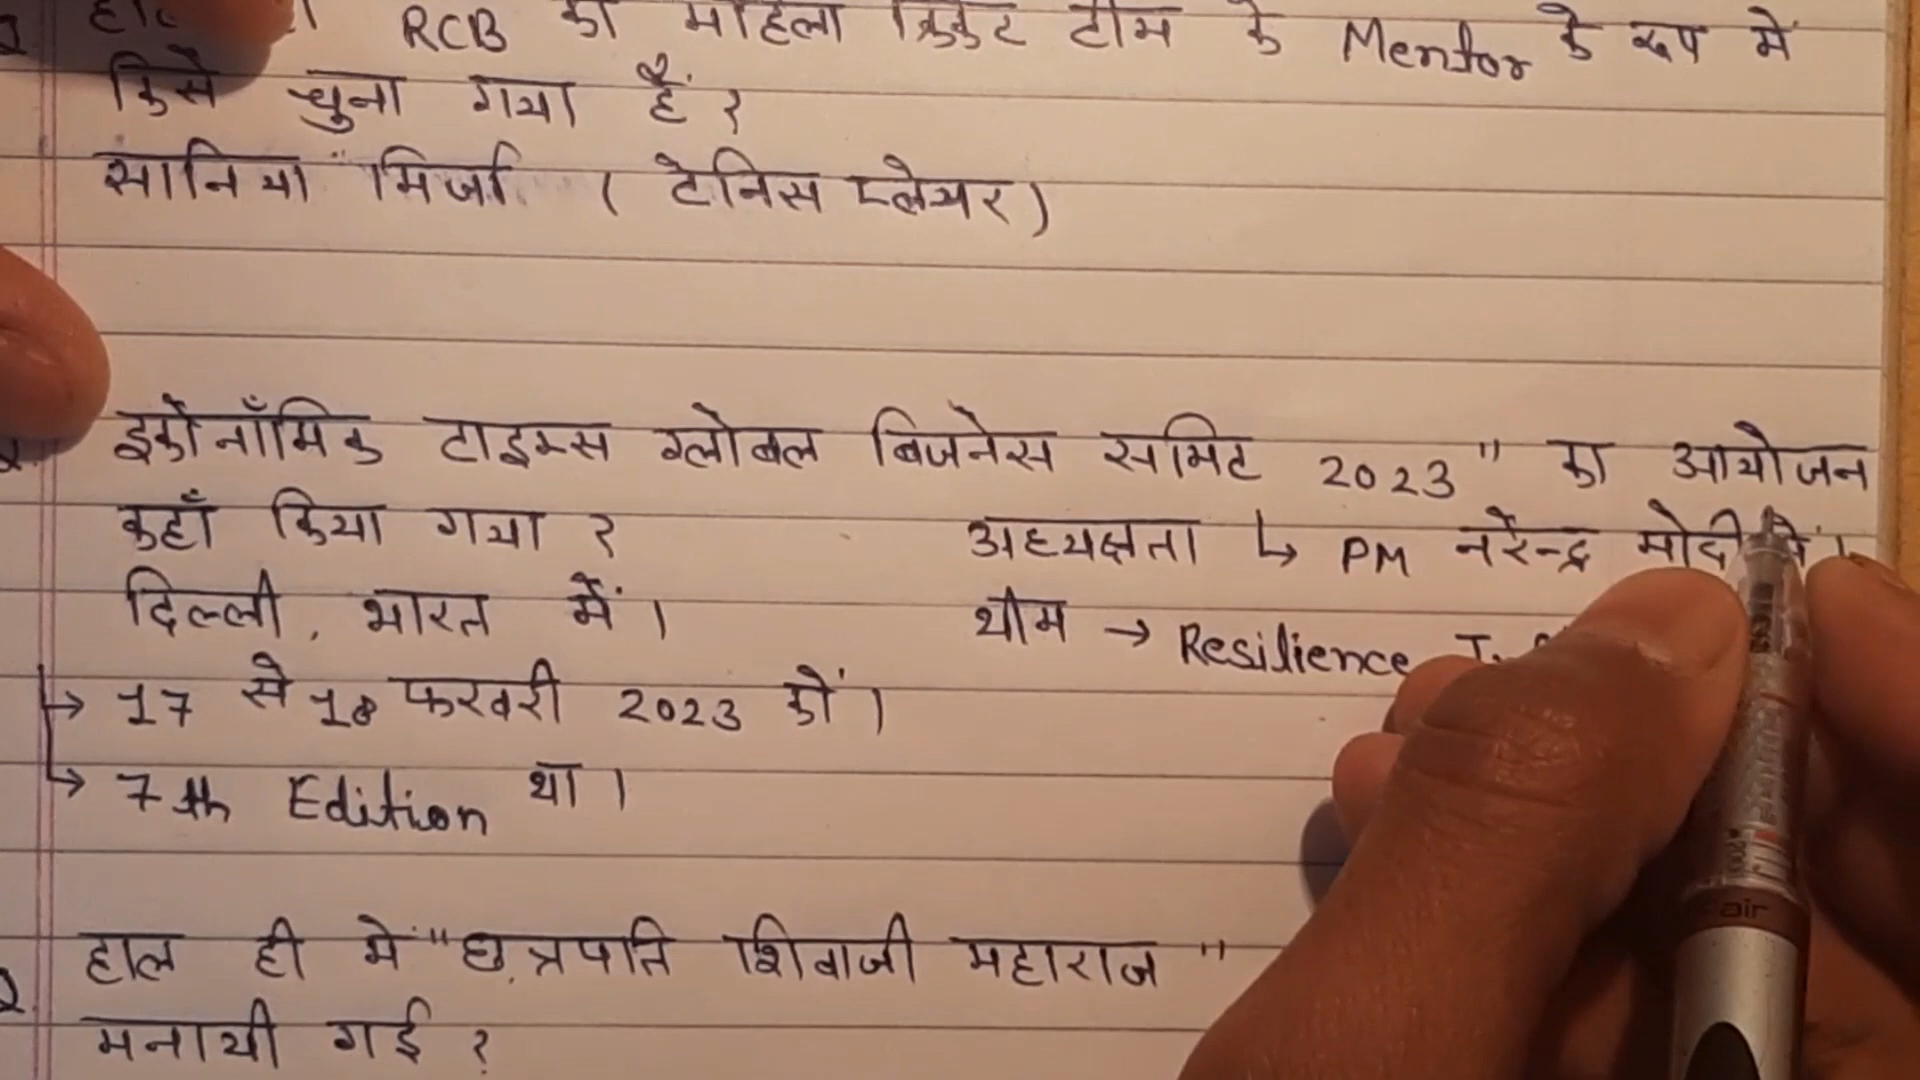 RCB की महिला क्रिकेट टीम के Mentor के रूप में
किसे चुना गया हैं ?
सानिया मिर्जा ( टेनिस प्लेयर )
इकोनॉमिक टाइम्स ग्लोबल बिजनेस समिट 2023" का आयोजन
कहाँ किया गया ?
दिल्ली, भारत में ।
→ 17 से 18 फरवरी 2023 कों ।
→ 7th Edition था ।
अध्यक्षता ↳ PM नरेन्द्र मोदी ने ।
थीम → Resilience
हाल ही में "छत्रपति शिवाजी महाराज"
मनायी गई ?
air